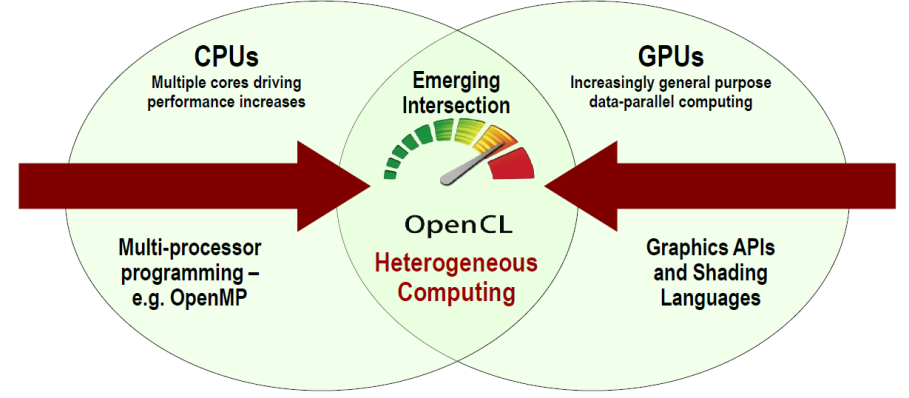 CPUs
Multiple cores driving
performance increases
Emerging
Intersection
GPUs
Increasingly general purpose
data-parallel computing
OpenCL
Heterogeneous
Computing
Multi-processor
programming –
e.g. OpenMP
Graphics APIs
and Shading
Languages